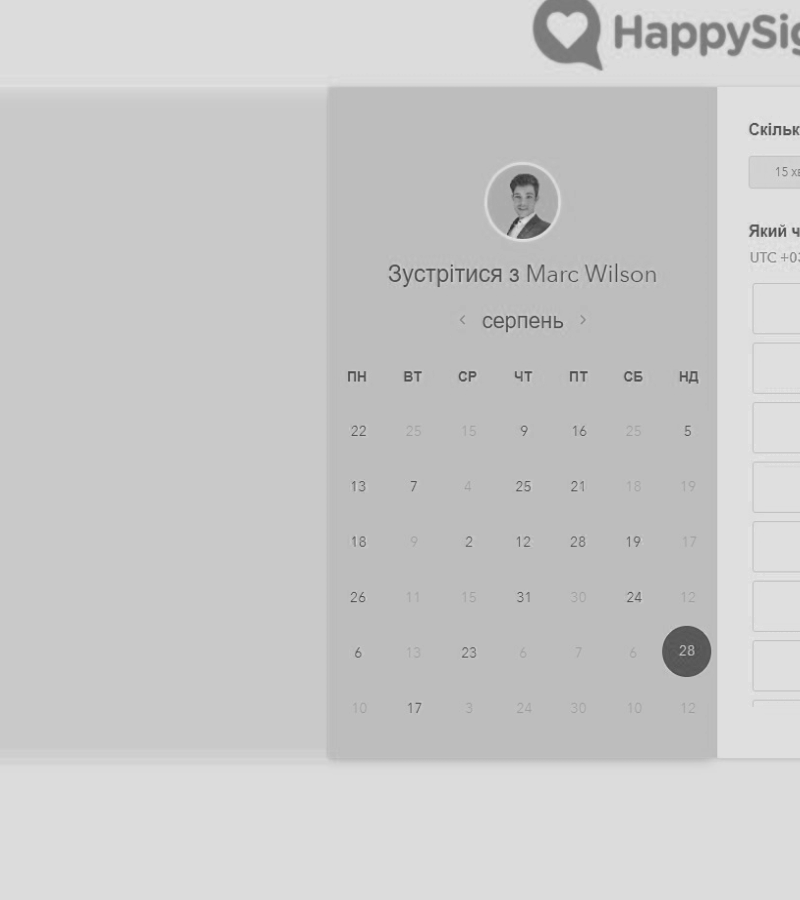 HappySig
Зустрітися з Marc Wilson
< серпень >
ПН ВТ СР ЧТ ПТ СБ НД
22 25 15 9 16 25 5
13 7 4 25 21 18 19
18 9 2 12 28 19 17
26 11 15 31 30 24 12
6 13 23 6 7 6 28
10 17 3 24 30 10 12
Скільк
15 хв
Який ч
UTC +03